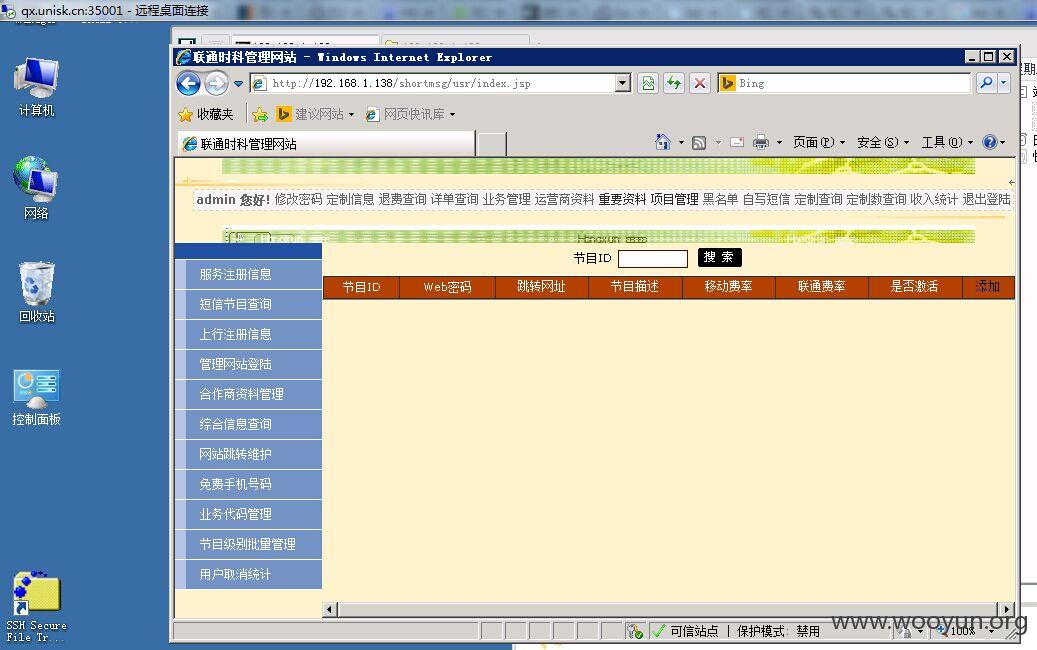 qx.unisk.cn:35001 - 远程桌面连接
计算机
网络
回收站
控制面板
SSH Secure
File Tr...
联通时科管理网站 - Windows Internet Explorer
http://192.168.1.138/shortmsg/usr/index.jsp
Bing
收藏夹
建议网站
网页快讯库
联通时科管理网站
页面(P)
安全(S)
工具(O)
admin 您好! 修改密码 定制信息 退费查询 详单查询 业务管理 运营商资料 重要资料 项目管理 黑名单 自写短信 定制查询 定制数查询 收入统计 退出登陆
服务注册信息
短信节目查询
上行注册信息
管理网站登陆
合作商资料管理
综合信息查询
网站跳转维护
免费手机号码
业务代码管理
节目级别批量管理
用户取消统计
节目ID
搜 索
节目ID
Web密码
跳转网址
节目描述
移动费率
联通费率
是否激活
添加
可信站点 | 保护模式: 禁用
100%
www.wooyun.org